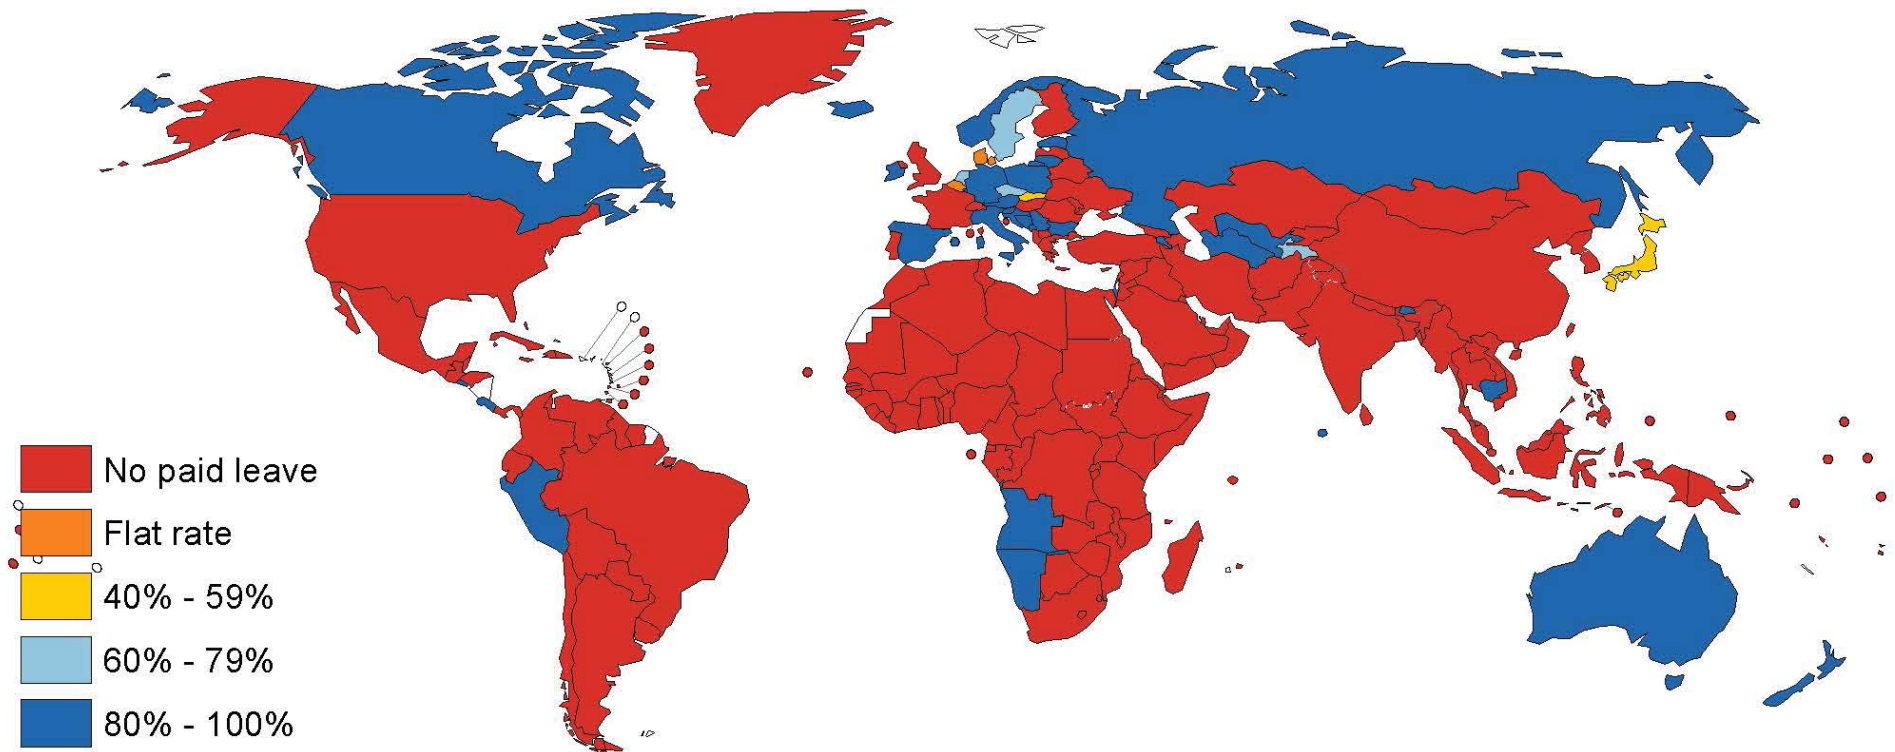 No paid leave
Flat rate
40% - 59%
60% - 79%
80% - 100%